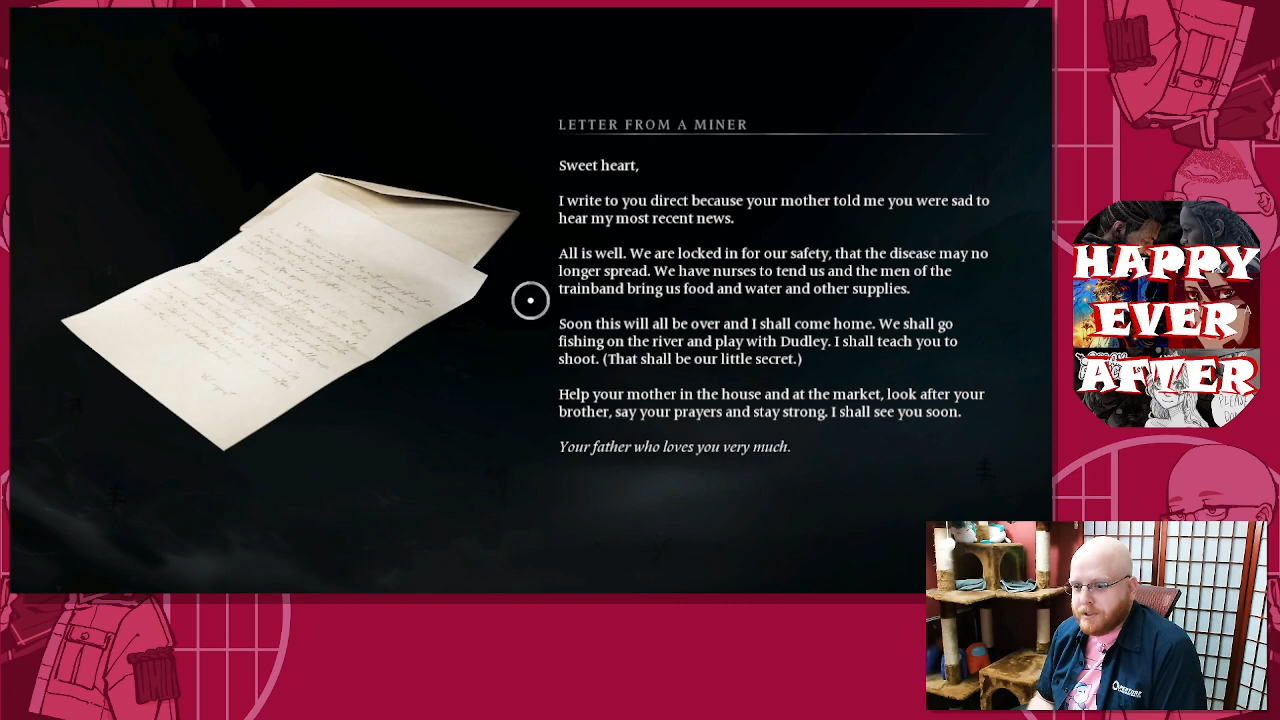 LETTER FROM A MINER
Sweet heart,
I write to you direct because your mother told me you were sad to
hear my most recent news.
All is well. We are locked in for our safety, that the disease may no
longer spread. We have nurses to tend us and the men of the
trainband bring us food and water and other supplies.
Soon this will all be over and I shall come home. We shall go
fishing on the river and play with Dudley. I shall teach you to
shoot. (That shall be our little secret.)
Help your mother in the house and at the market, look after your
brother, say your prayers and stay strong. I shall see you soon.
Your father who loves you very much.
HAPPY
EVER
AFTER